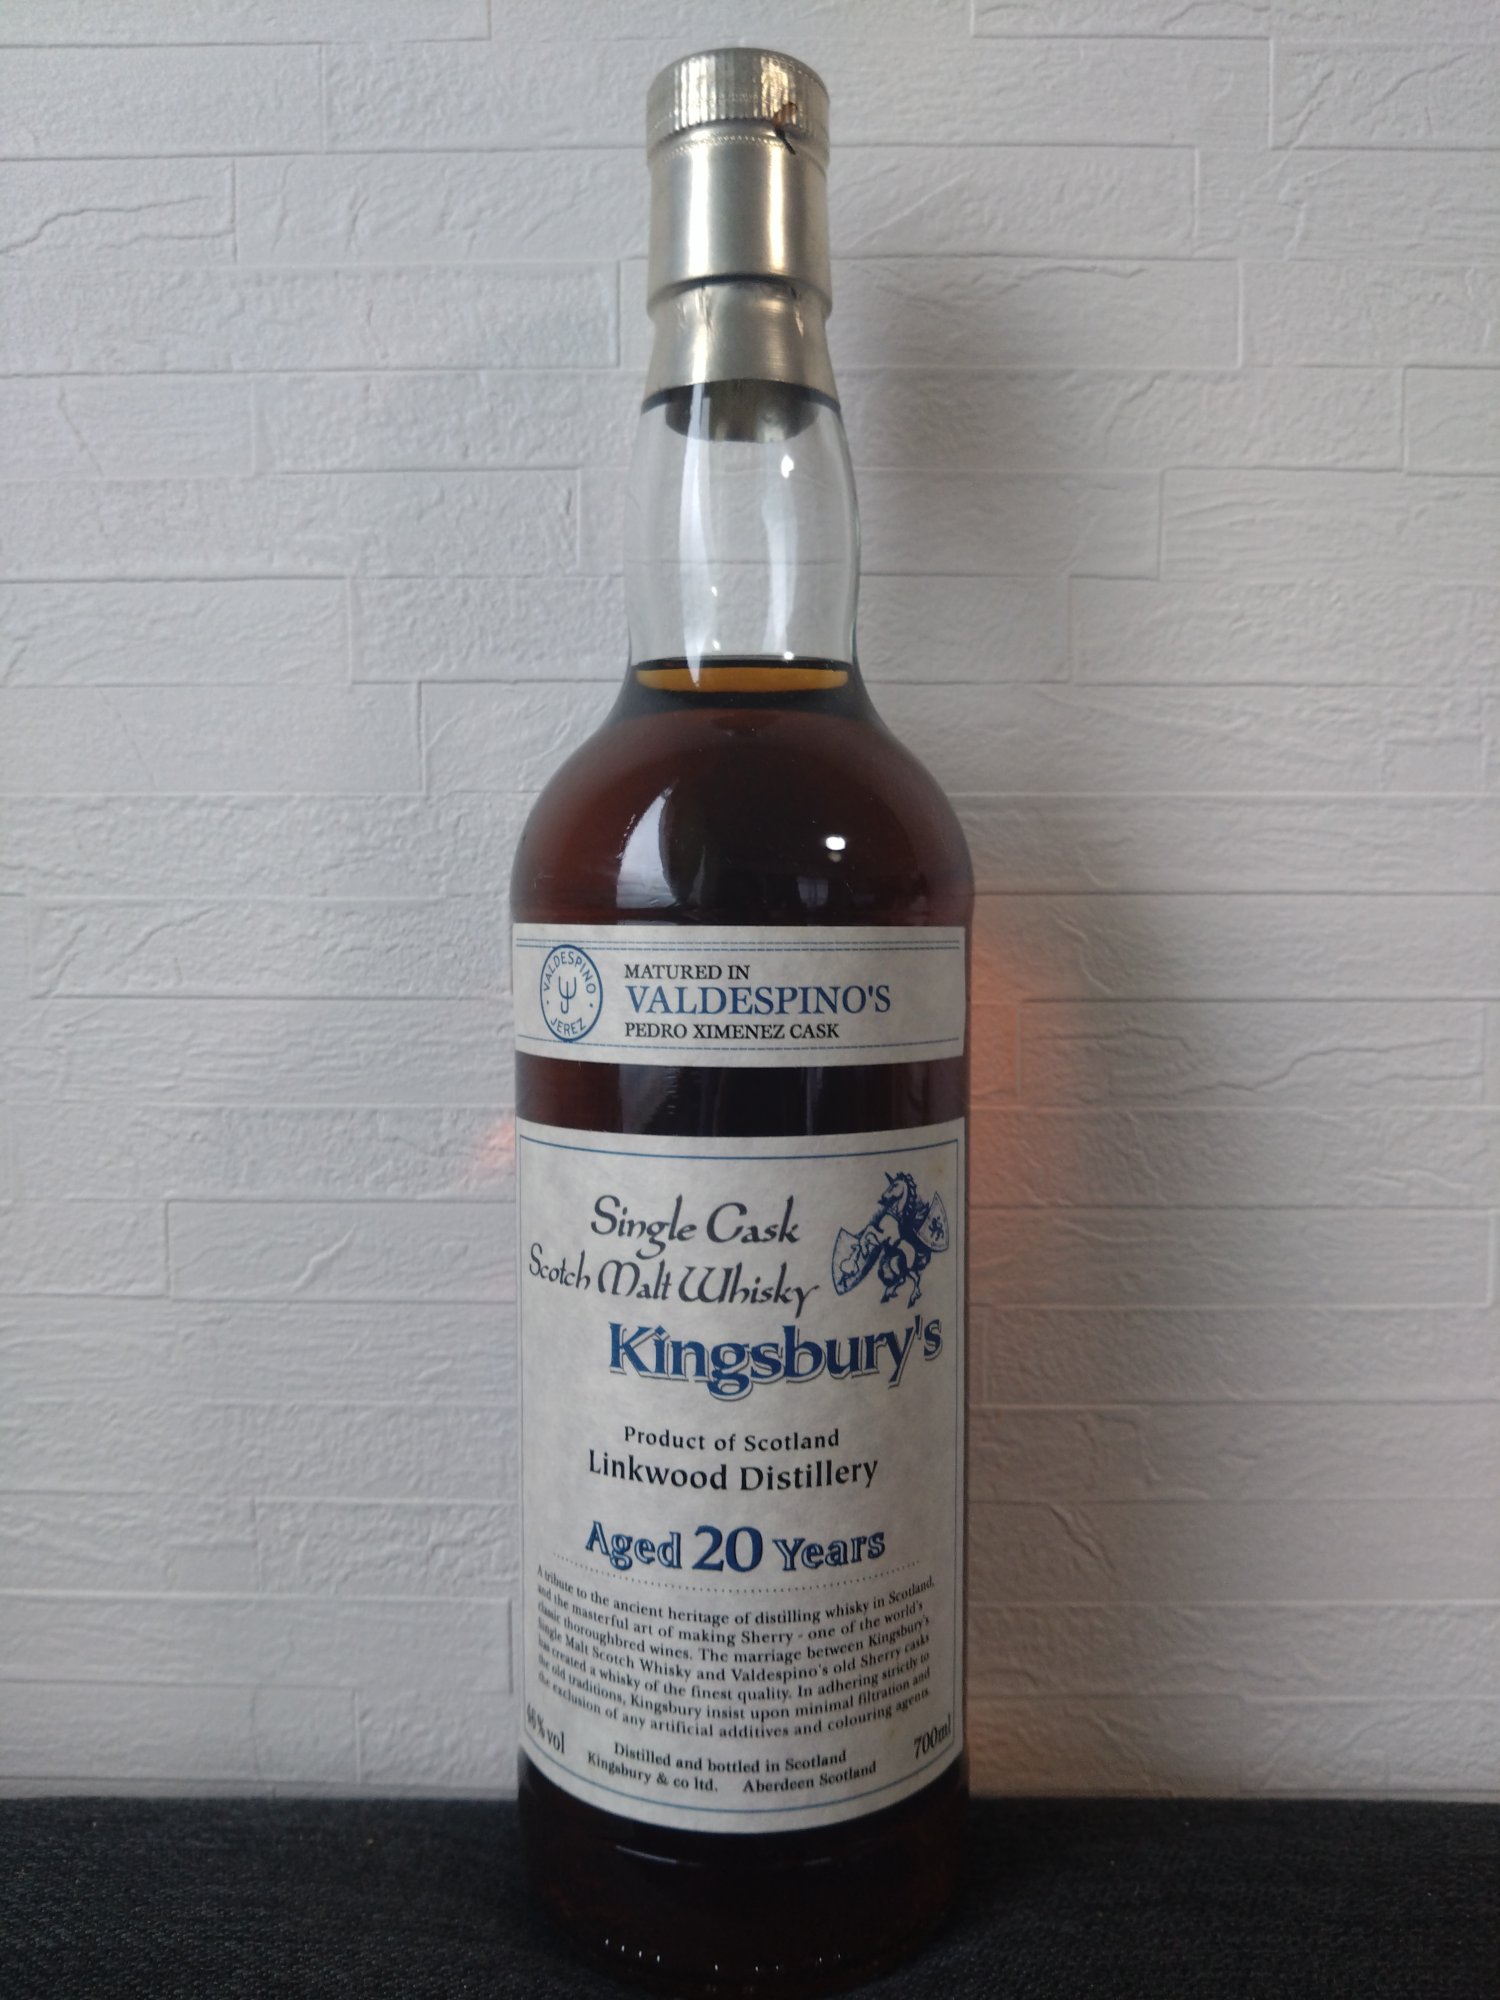 VALDESPINO
JEREZ
MATURED IN
VALDESPINO'S
PEDRO XIMENEZ CASK
Single Cask
Scotch Malt Whisky
Kingsbury's
Product of Scotland
Linkwood Distillery
Aged 20 Years
A tribute to the ancient heritage of distilling whisky in Scotland,
and the masterful art of making Sherry - one of the world's
classic thoroughbred wines. The marriage between Kingsbury's
Single Malt Scotch Whisky and Valdespino's old Sherry casks
has created a whisky of the finest quality. In adhering strictly to
the old traditions, Kingsbury insist upon minimal filtration and
the exclusion of any artificial additives and colouring agents.
% vol
700ml
Distilled and bottled in Scotland
Kingsbury & co ltd. Aberdeen Scotland